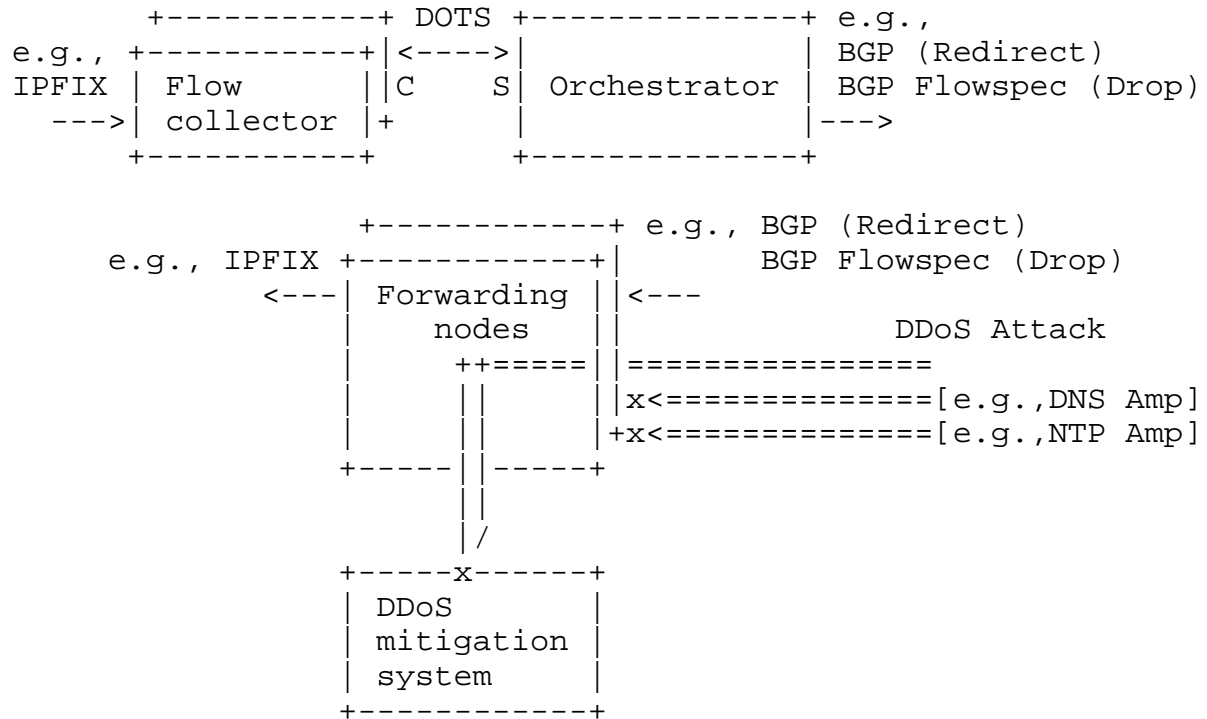 +-----------+ DOTS +--------------+ e.g.,
e.g., +-----------+|<---->| | BGP (Redirect)
IPFIX | Flow ||C S| Orchestrator | BGP Flowspec (Drop)
--->| collector |+ | |--->
+-----------+ +--------------+
+------------+ e.g., BGP (Redirect)
e.g., IPFIX +------------+| BGP Flowspec (Drop)
<---| Forwarding ||<---
| nodes || DDoS Attack
| ++=====||================
| || ||x<==============[e.g.,DNS Amp]
| || |+x<==============[e.g.,NTP Amp]
+-----||-----+
||
|/
+-----x------+
| DDoS |
| mitigation |
| system |
+------------+